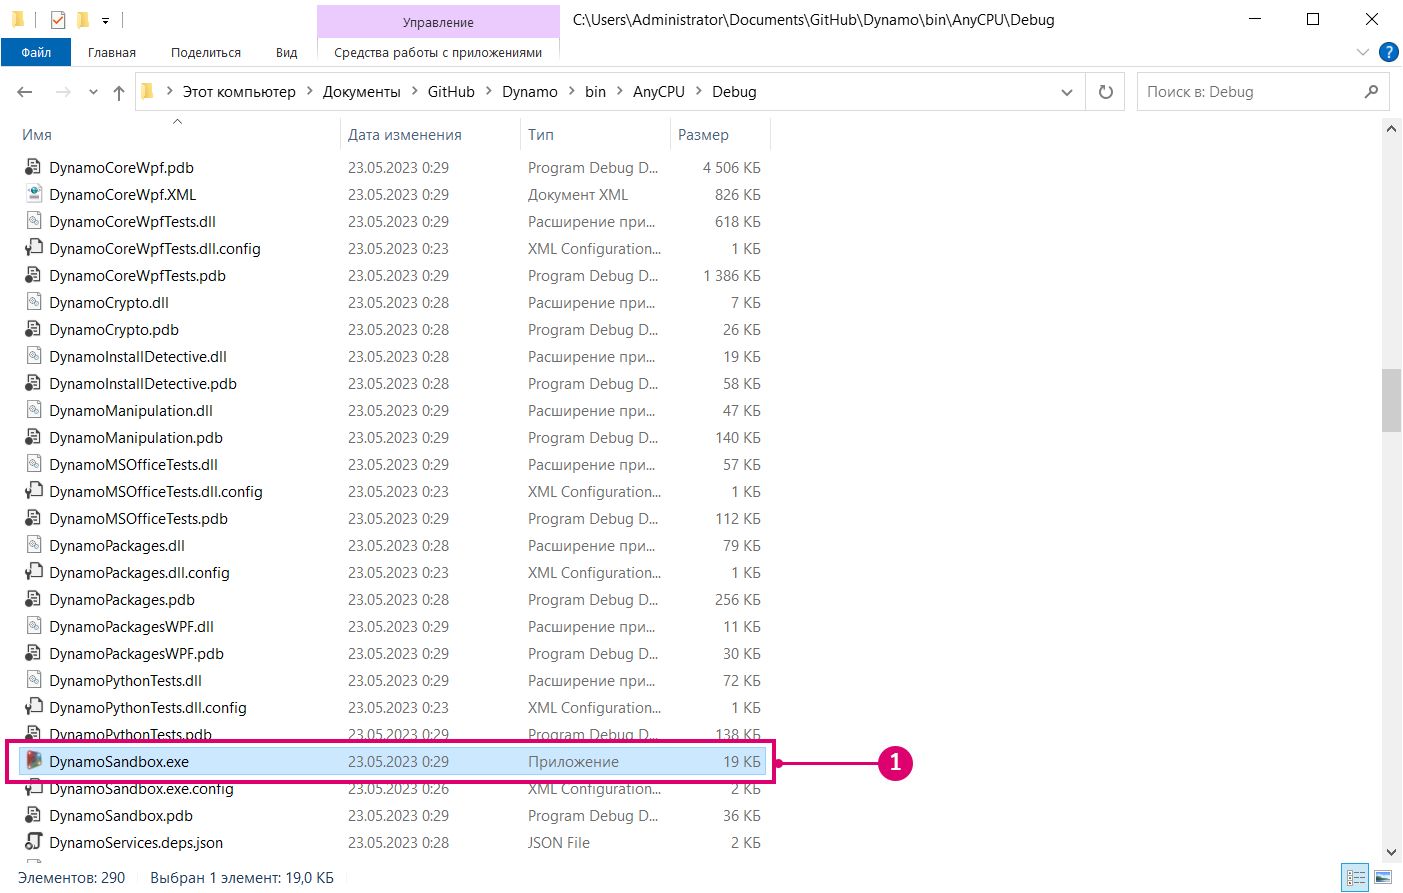 Управление
C:\Users\Administrator\Documents\GitHub\Dynamo\bin\AnyCPU\Debug
Файл Главная Поделиться Вид Средства работы с приложениями
Этот компьютер Документы GitHub Dynamo bin AnyCPU Debug Поиск в: Debug
Имя Дата изменения Тип Размер
DynamoCoreWpf.pdb 23.05.2023 0:29 Program Debug D... 4 506 КБ
DynamoCoreWpf.XML 23.05.2023 0:29 Документ XML 826 КБ
DynamoCoreWpfTests.dll 23.05.2023 0:29 Расширение при... 618 КБ
DynamoCoreWpfTests.dll.config 23.05.2023 0:23 XML Configuration... 1 КБ
DynamoCoreWpfTests.pdb 23.05.2023 0:29 Program Debug D... 1 386 КБ
DynamoCrypto.dll 23.05.2023 0:28 Расширение при... 7 КБ
DynamoCrypto.pdb 23.05.2023 0:28 Program Debug D... 26 КБ
DynamoInstallDetective.dll 23.05.2023 0:28 Расширение при... 19 КБ
DynamoInstallDetective.pdb 23.05.2023 0:28 Program Debug D... 58 КБ
DynamoManipulation.dll 23.05.2023 0:29 Расширение при... 47 КБ
DynamoManipulation.pdb 23.05.2023 0:29 Program Debug D... 140 КБ
DynamoMSOfficeTests.dll 23.05.2023 0:29 Расширение при... 57 КБ
DynamoMSOfficeTests.dll.config 23.05.2023 0:23 XML Configuration... 1 КБ
DynamoMSOfficeTests.pdb 23.05.2023 0:29 Program Debug D... 112 КБ
DynamoPackages.dll 23.05.2023 0:28 Расширение при... 79 КБ
DynamoPackages.dll.config 23.05.2023 0:23 XML Configuration... 1 КБ
DynamoPackages.pdb 23.05.2023 0:28 Program Debug D... 256 КБ
DynamoPackagesWPF.dll 23.05.2023 0:29 Расширение при... 11 КБ
DynamoPackagesWPF.pdb 23.05.2023 0:29 Program Debug D... 30 КБ
DynamoPythonTests.dll 23.05.2023 0:29 Расширение при... 72 КБ
DynamoPythonTests.dll.config 23.05.2023 0:23 XML Configuration... 1 КБ
DynamoPythonTests.pdb 23.05.2023 0:29 Program Debug D... 138 КБ
DynamoSandbox.exe 23.05.2023 0:29 Приложение 19 КБ 1
DynamoSandbox.exe.config 23.05.2023 0:26 XML Configuration... 2 КБ
DynamoSandbox.pdb 23.05.2023 0:29 Program Debug D... 36 КБ
DynamoServices.deps.json 23.05.2023 0:28 JSON File 2 КБ
Элементов: 290 Выбран 1 элемент: 19,0 КБ